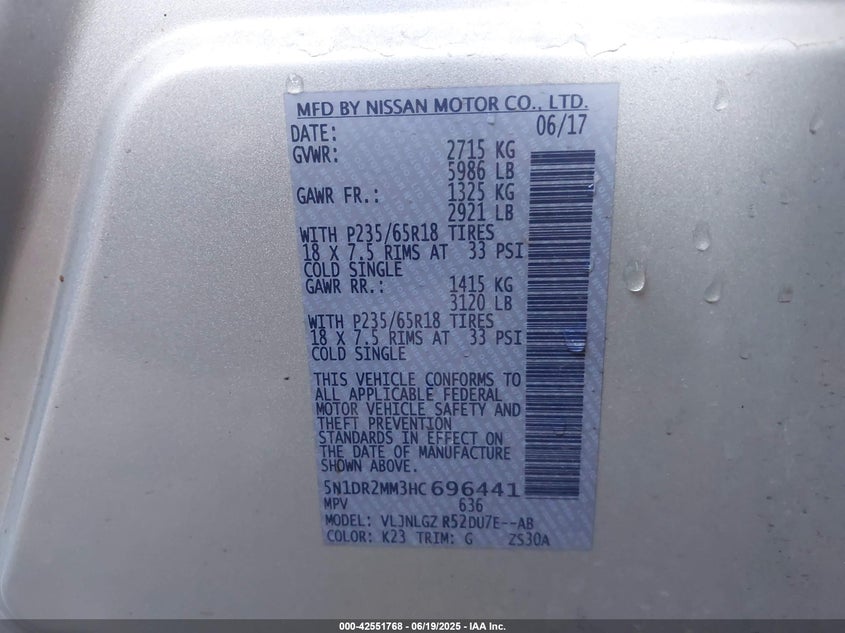 MFD BY NISSAN MOTOR CO., LTD.
DATE: 06/17
GVWR: 2715 KG
5986 LB
GAWR FR.: 1325 KG
2921 LB
WITH P235/65R18 TIRES
18 X 7.5 RIMS AT 33 PSI
COLD SINGLE
GAWR RR.: 1415 KG
3120 LB
WITH P235/65R18 TIRES
18 X 7.5 RIMS AT 33 PSI
COLD SINGLE
THIS VEHICLE CONFORMS TO
ALL APPLICABLE FEDERAL
MOTOR VEHICLE SAFETY AND
THEFT PREVENTION
STANDARDS IN EFFECT ON
THE DATE OF MANUFACTURE
SHOWN ABOVE.
5N1DR2MM3HC696441
MPV 636
MODEL: VLJNLGZ R52DU7E--AB
COLOR: K23 TRIM: G ZS30A
000-42551768 - 06/19/2025 - IAA Inc.